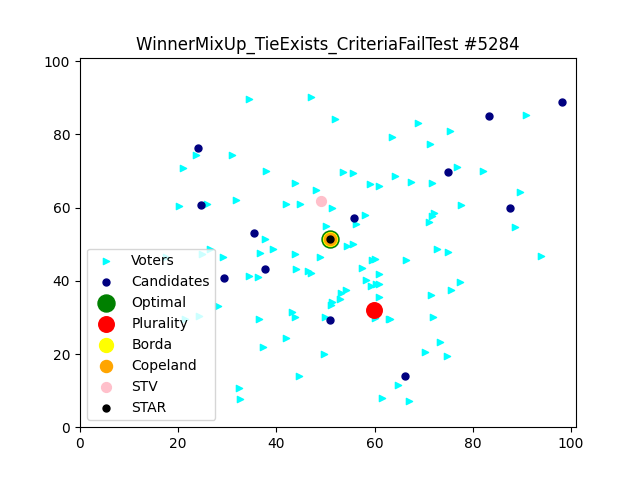 WinnerMixUp_TieExists_CriteriaFailTest #5284
100
80
60
40
20
0
Voters
Candidates
Optimal
Plurality
Borda
Copeland
STV
STAR
0 20 40 60 80 100